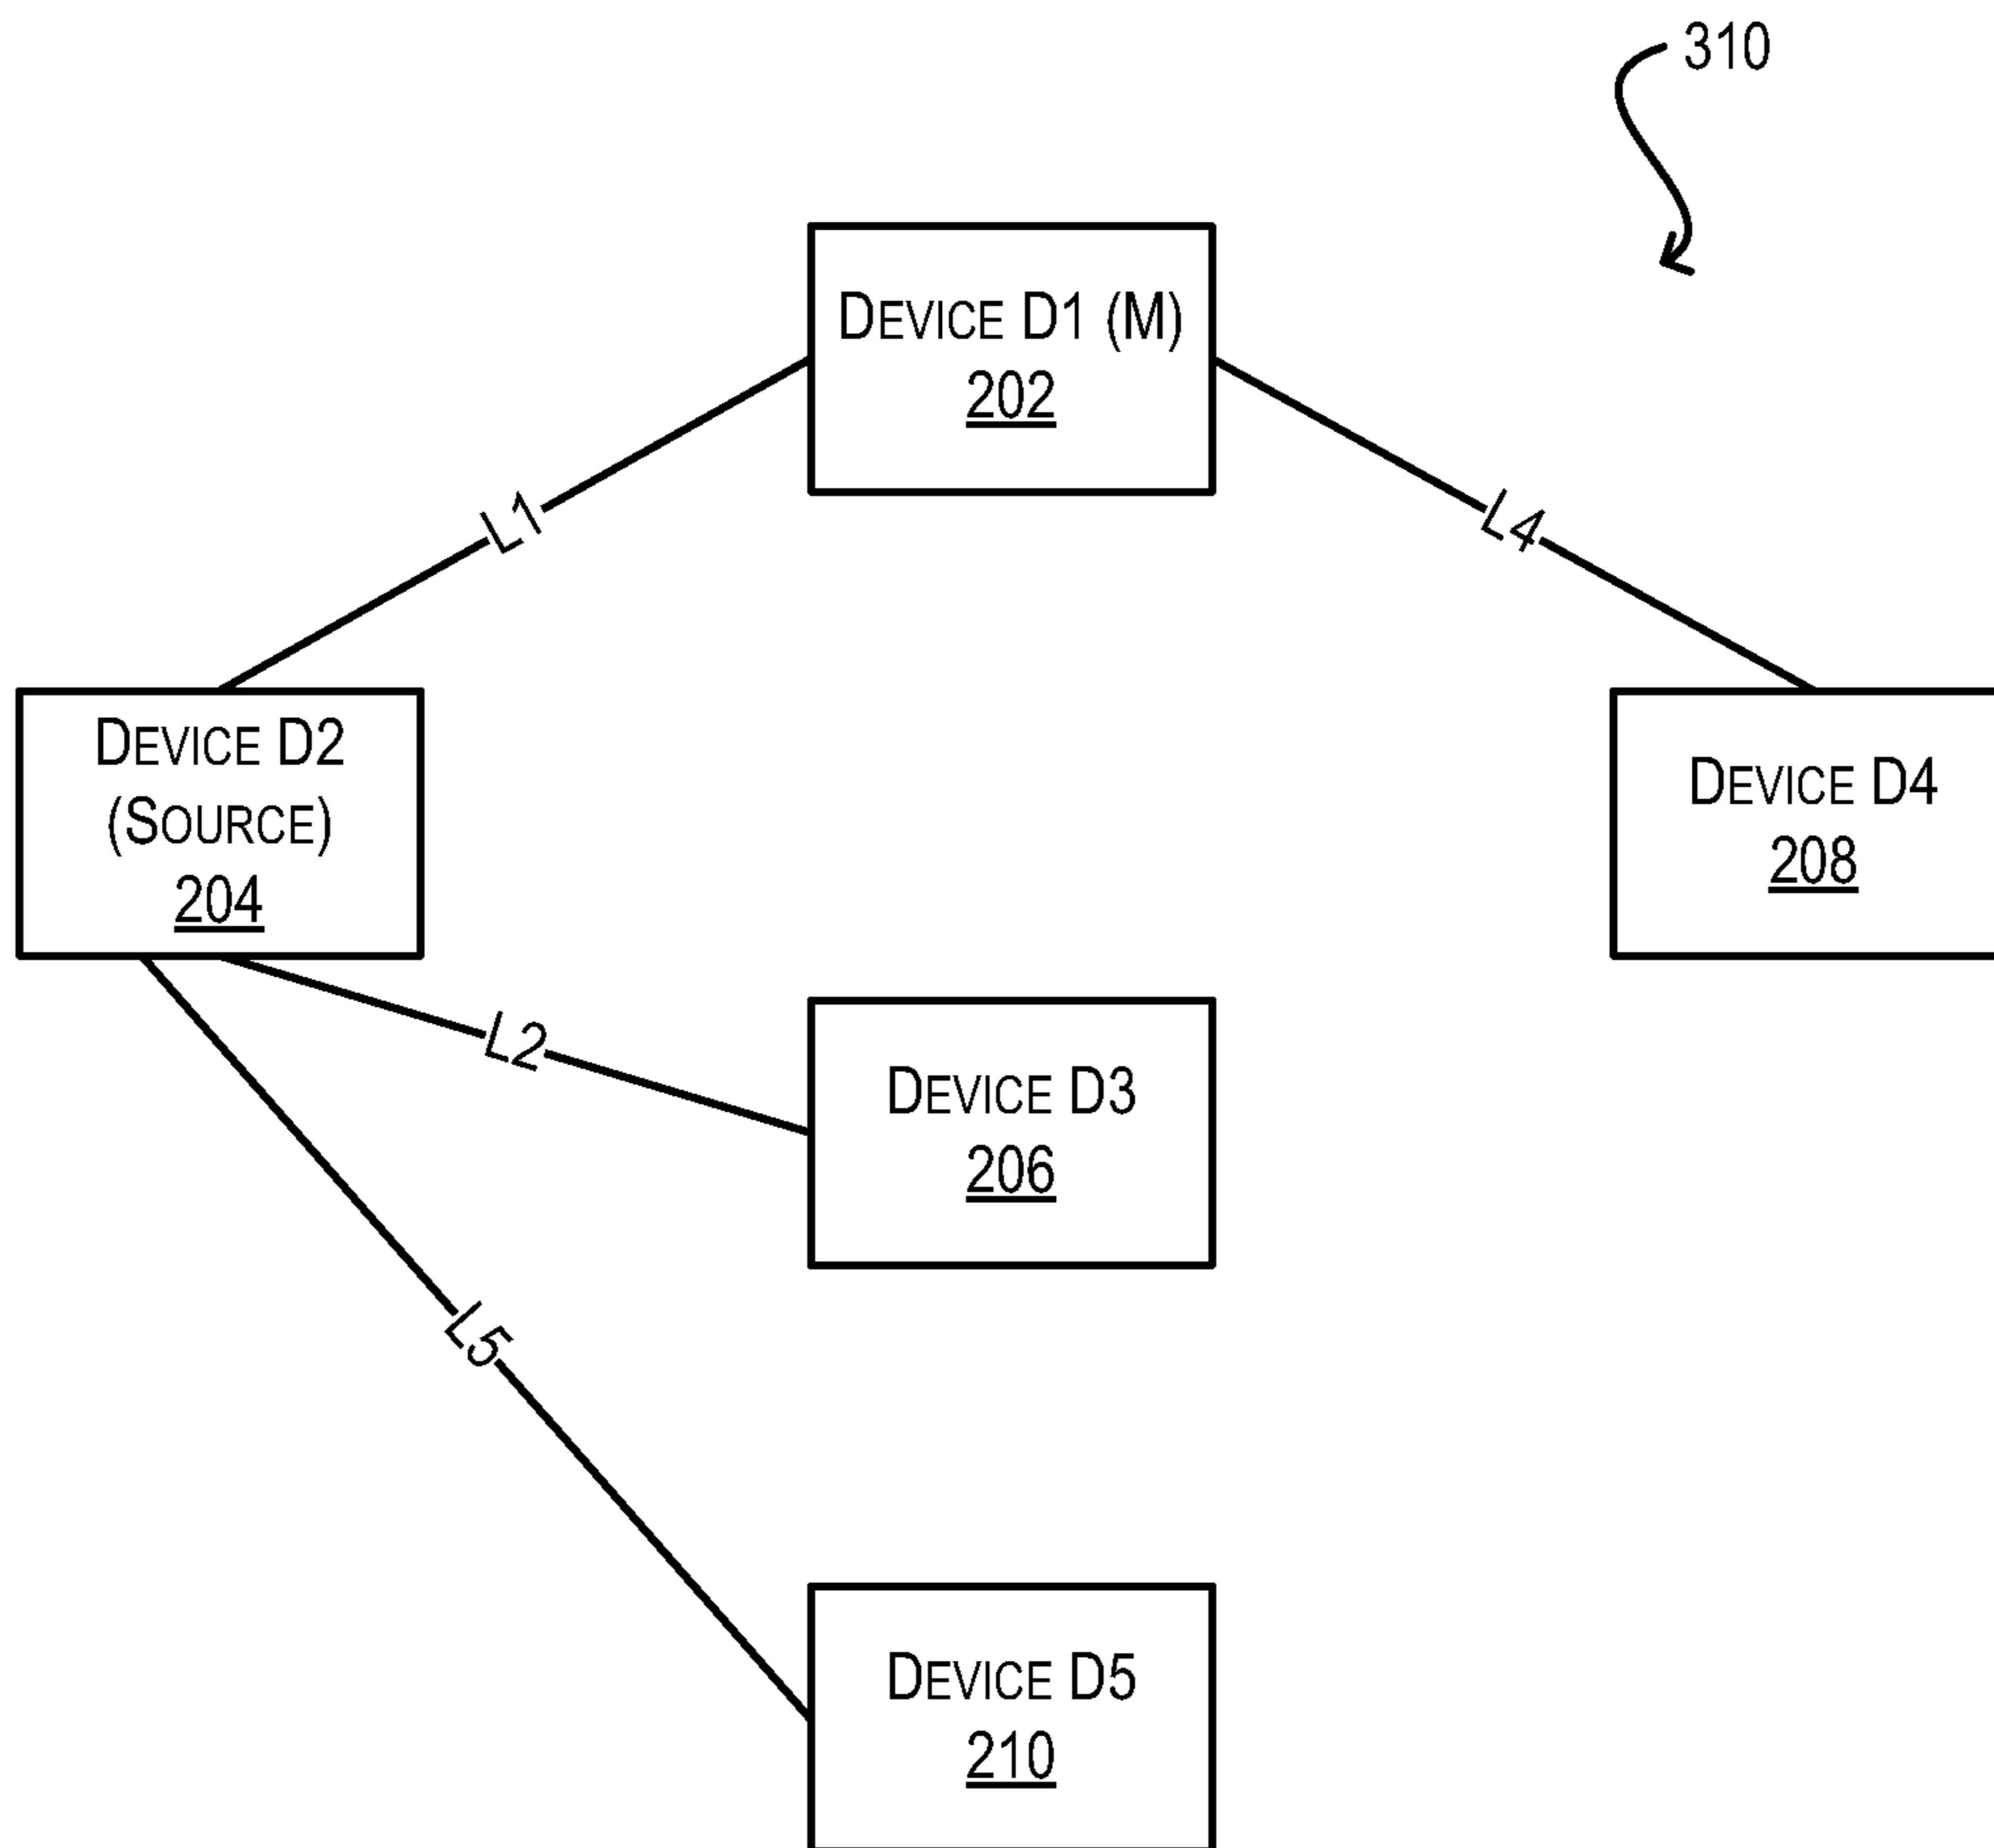 310
DEVICE D1 (M)
202
L1
L4
DEVICE D2
(SOURCE)
204
DEVICE D4
208
L2
DEVICE D3
206
L5
DEVICE D5
210